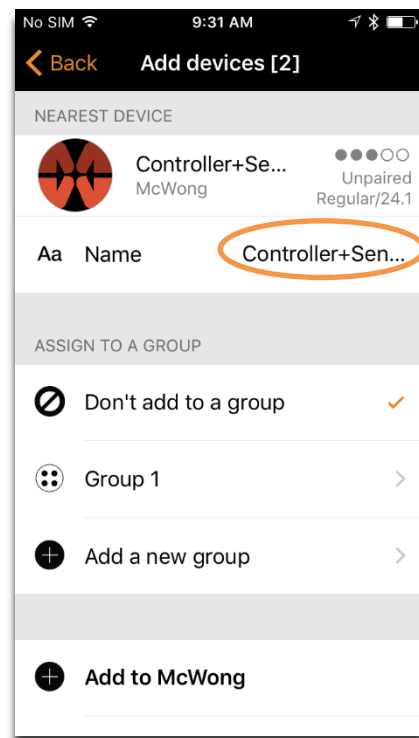 No SIM 9:31 AM
Back Add devices [2]
NEAREST DEVICE
Controller+Se...
McWong
Unpaired
Regular/24.1
Aa Name Controller+Sen...
ASSIGN TO A GROUP
Don't add to a group
Group 1
Add a new group
Add to McWong